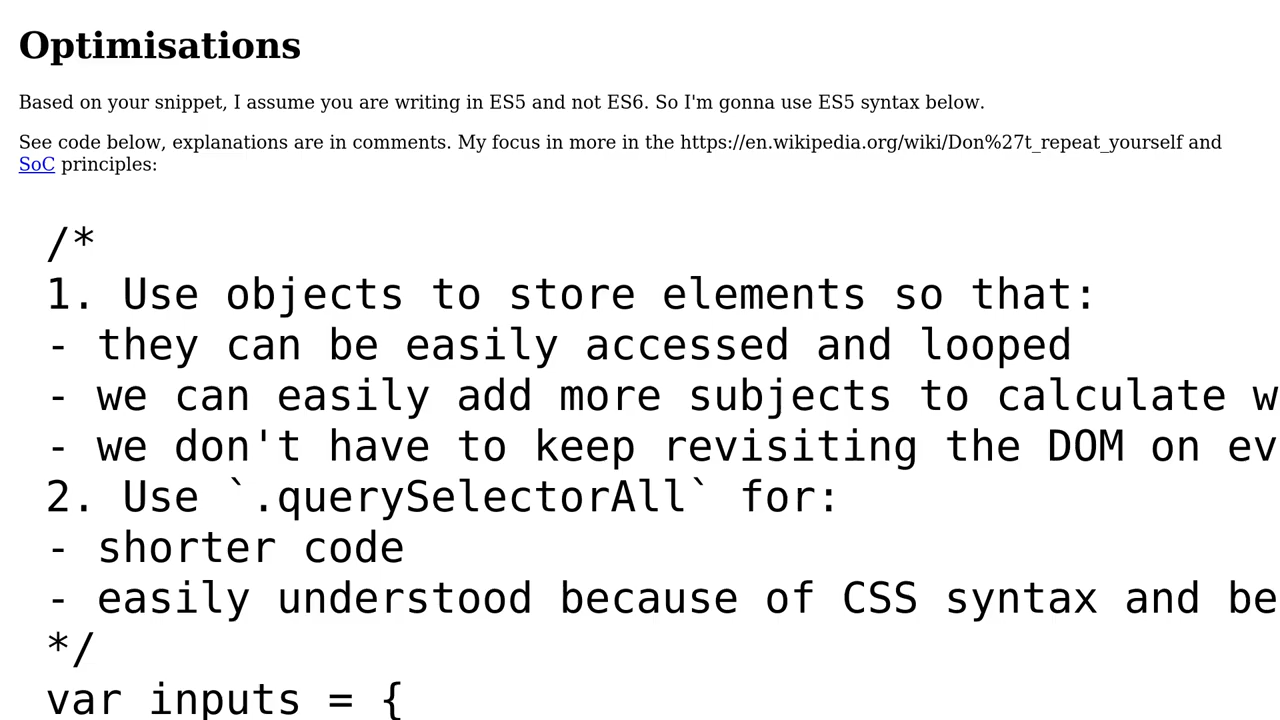 Optimisations
Based on your snippet, I assume you are writing in ES5 and not ES6. So I'm gonna use ES5 syntax below.
See code below, explanations are in comments. My focus in more in the https://en.wikipedia.org/wiki/Don%27t_repeat_yourself and
SoC principles:
/*
1. Use objects to store elements so that:
- they can be easily accessed and looped
- we can easily add more subjects to calculate w
- we don't have to keep revisiting the DOM on ev
2. Use `.querySelectorAll` for:
- shorter code
- easily understood because of CSS syntax and be
*/
var inputs = {